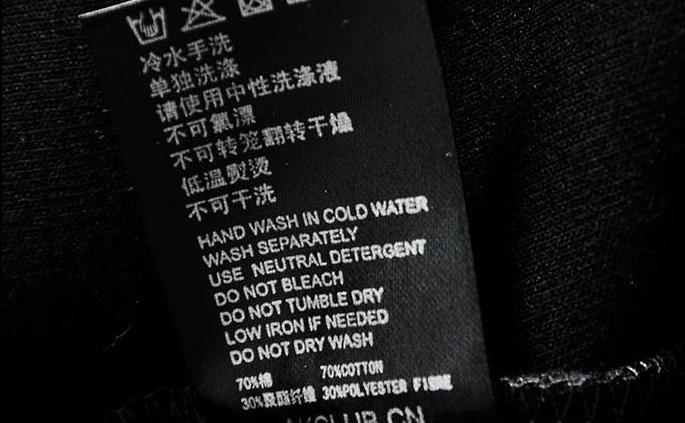 冷水手洗
单独洗涤
请使用中性洗涤液
不可氯漂
不可转笼翻转干燥
低温熨烫
不可干洗
HAND WASH IN COLD WATER
WASH SEPARATELY
USE NEUTRAL DETERGENT
DO NOT BLEACH
DO NOT TUMBLE DRY
LOW IRON IF NEEDED
DO NOT DRY WASH
70%棉 70%COTTON
30%聚酯纤维 30%POLYESTER FIBRE